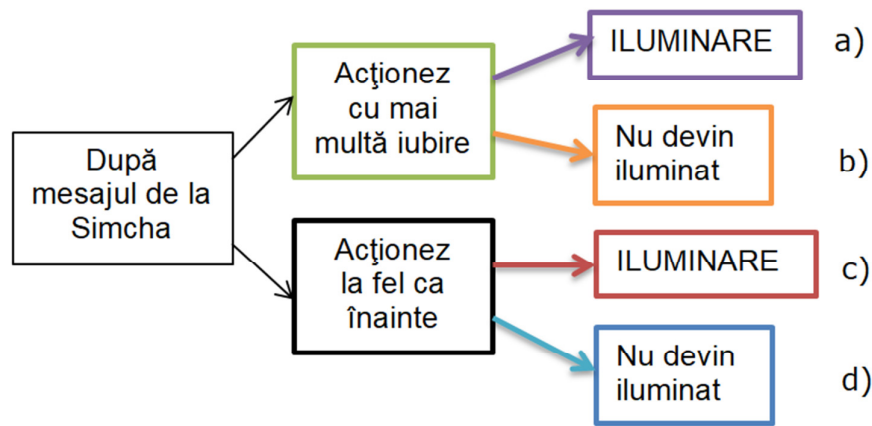 După
mesajul de la
Simcha
Acţionez
cu mai
multă iubire
Acţionez
la fel ca
înainte
ILUMINARE
a)
Nu devin
iluminat
b)
ILUMINARE
c)
Nu devin
iluminat
d)